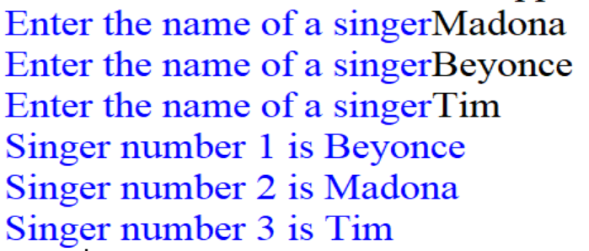 Enter the name of a singerMadona
Enter the name of a singerBeyonce
Enter the name of a singerTim
Singer number 1 is Beyonce
Singer number 2 is Madona
Singer number 3 is Tim